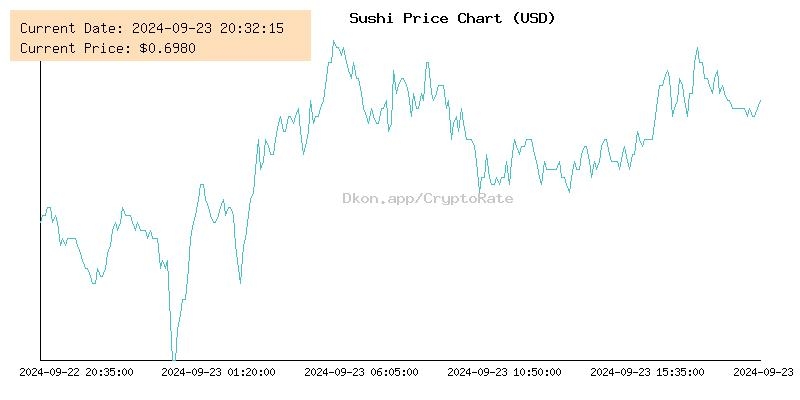 Sushi Price Chart (USD)
Current Date: 2024-09-23 20:32:15
Current Price: $0.6980
Dkon.app/CryptoRate
2024-09-22 20:35:00 2024-09-23 01:20:00 2024-09-23 06:05:00 2024-09-23 10:50:00 2024-09-23 15:35:00 2024-09-23